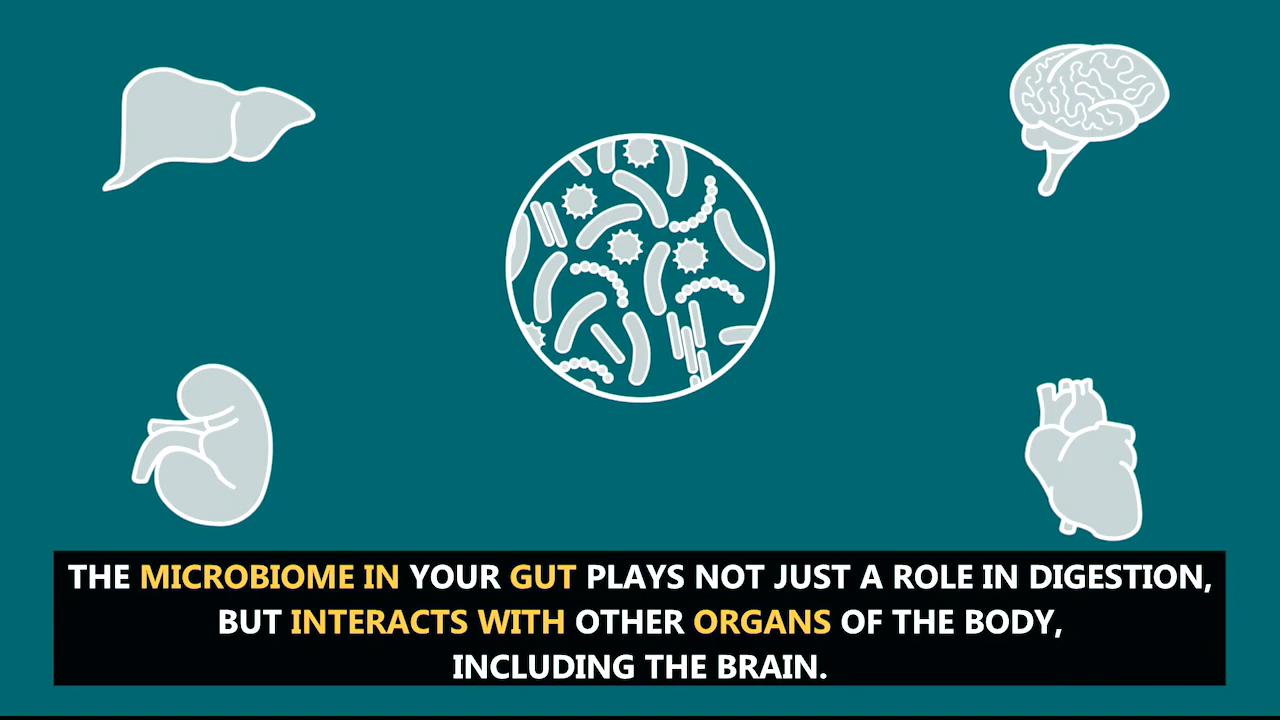 THE MICROBIOME IN YOUR GUT PLAYS NOT JUST A ROLE IN DIGESTION,
BUT INTERACTS WITH OTHER ORGANS OF THE BODY,
INCLUDING THE BRAIN.